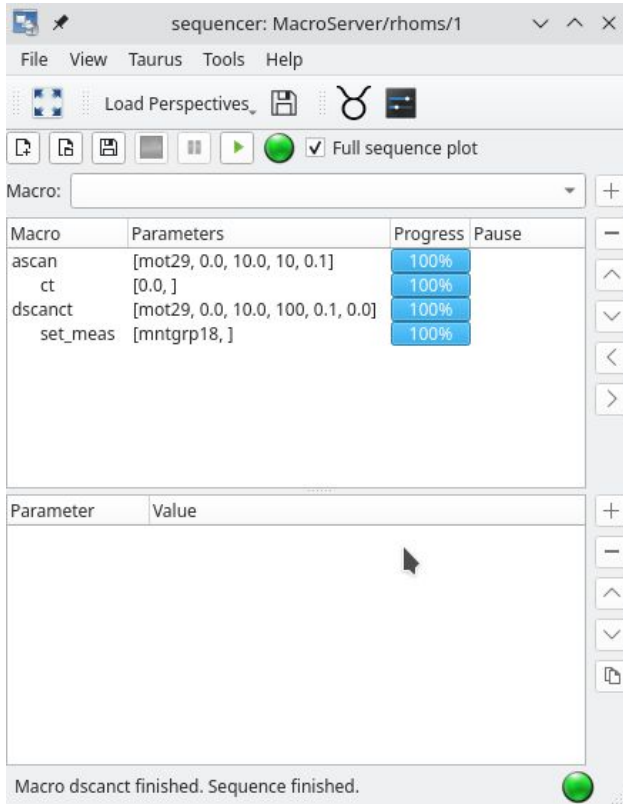 sequencer: MacroServer/rhoms/1
File View Taurus Tools Help
Load Perspectives
Full sequence plot
Macro:
Macro Parameters Progress Pause
ascan [mot29, 0.0, 10.0, 10, 0.1] 100%
ct [0.0, ] 100%
dscanct [mot29, 0.0, 10.0, 100, 0.1, 0.0] 100%
set_meas [mntgrp18, ] 100%
Parameter Value
Macro dscanct finished. Sequence finished.